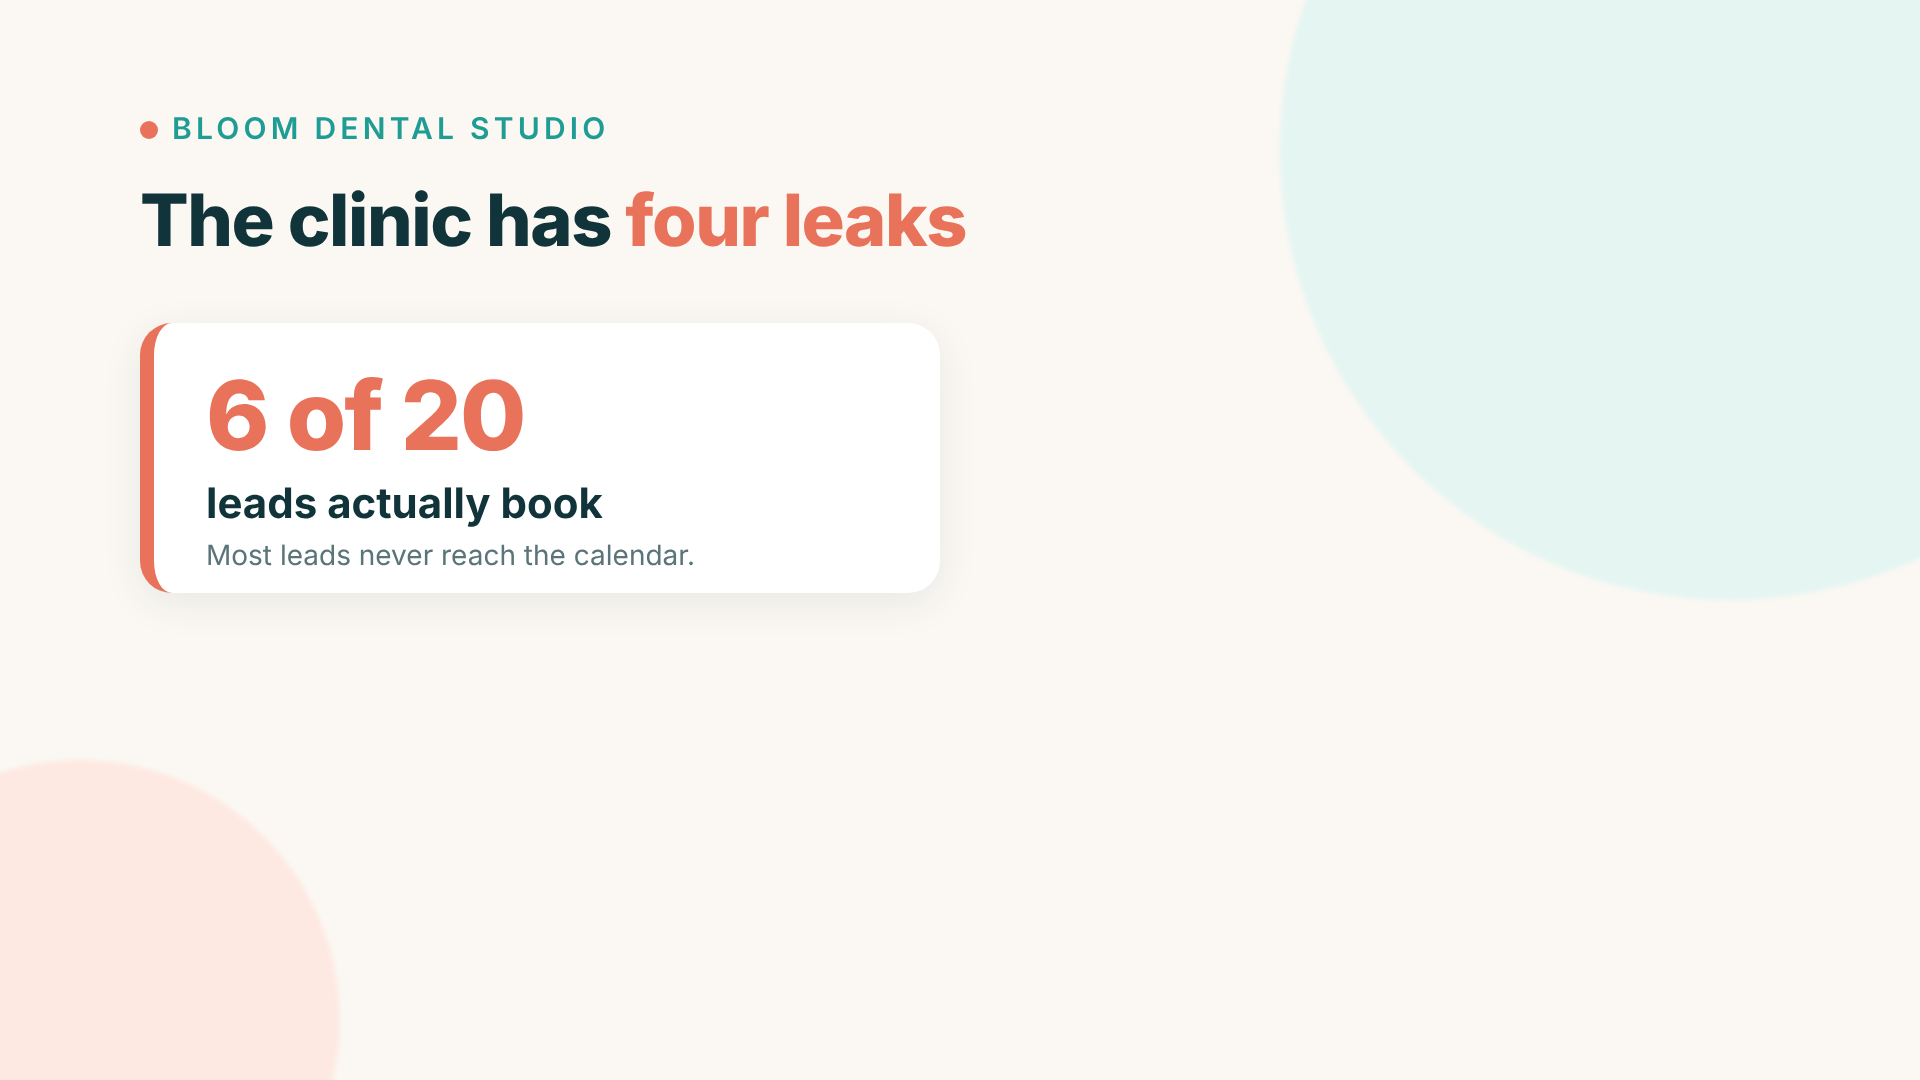 BLOOM DENTAL STUDIO
The clinic has four leaks
6 of 20
leads actually book
Most leads never reach the calendar.